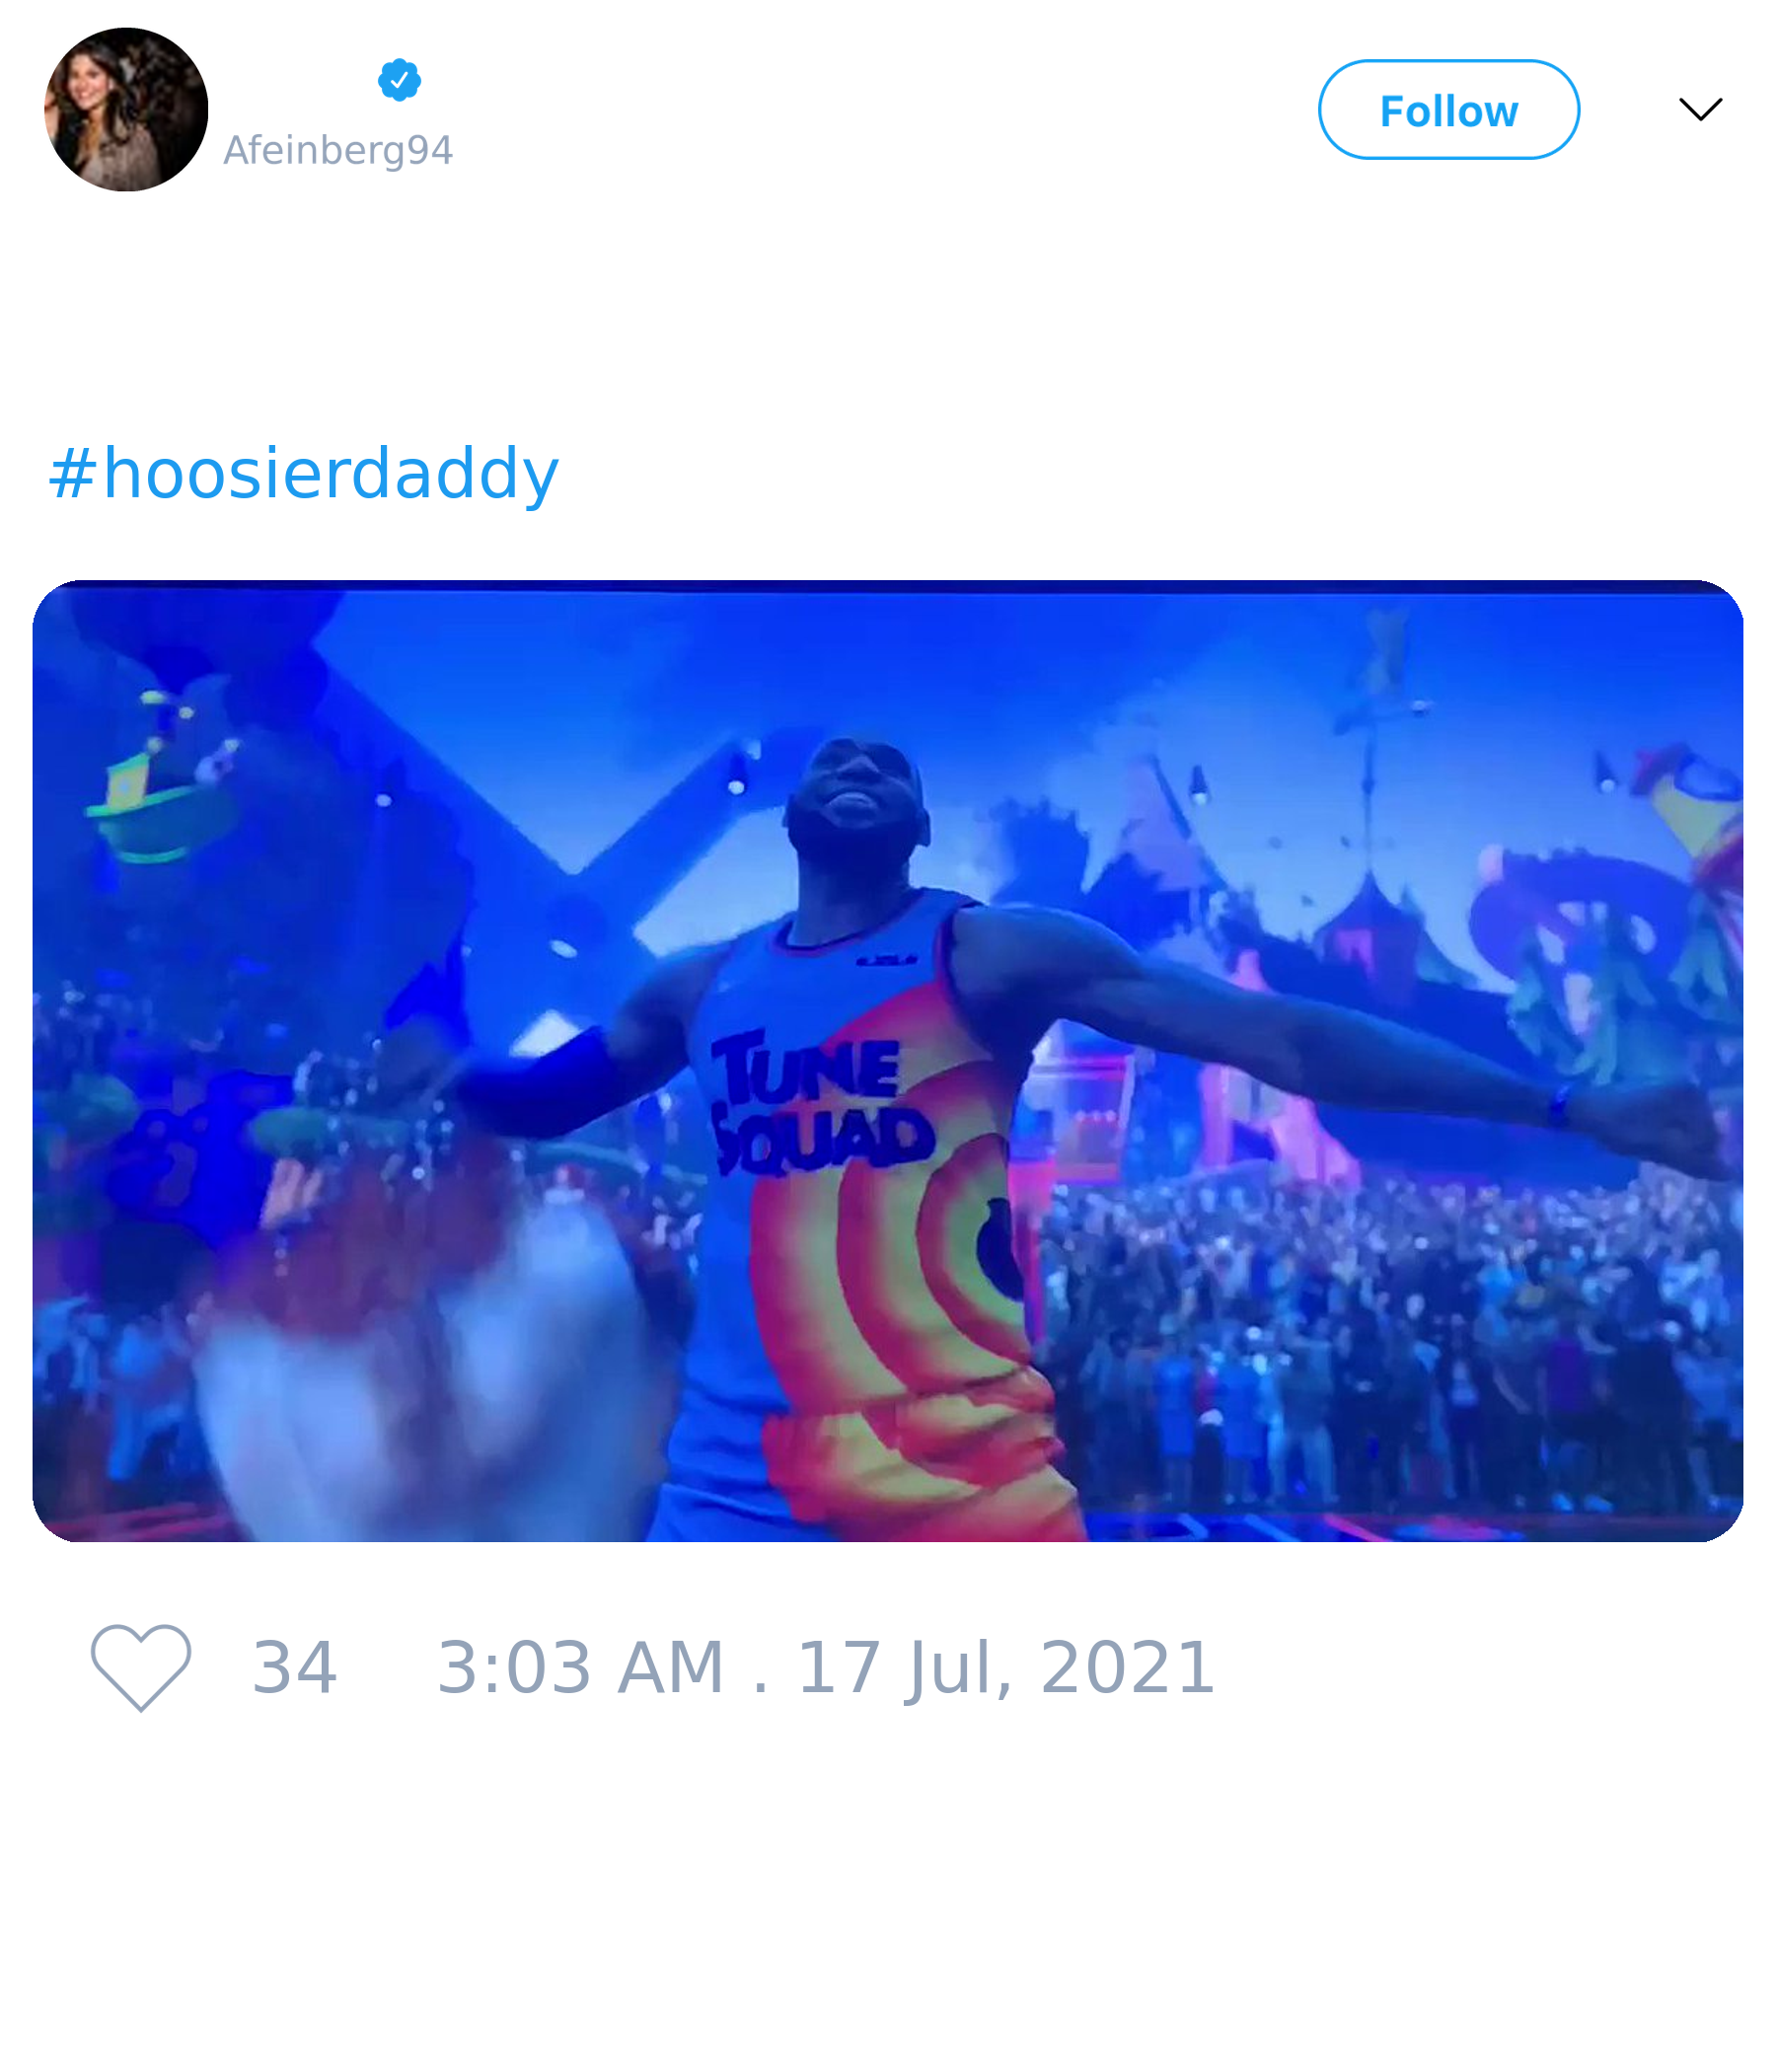 Afeinberg94
Follow
#hoosierdaddy
TUNE
SQUAD
34 3:03 AM . 17 Jul, 2021